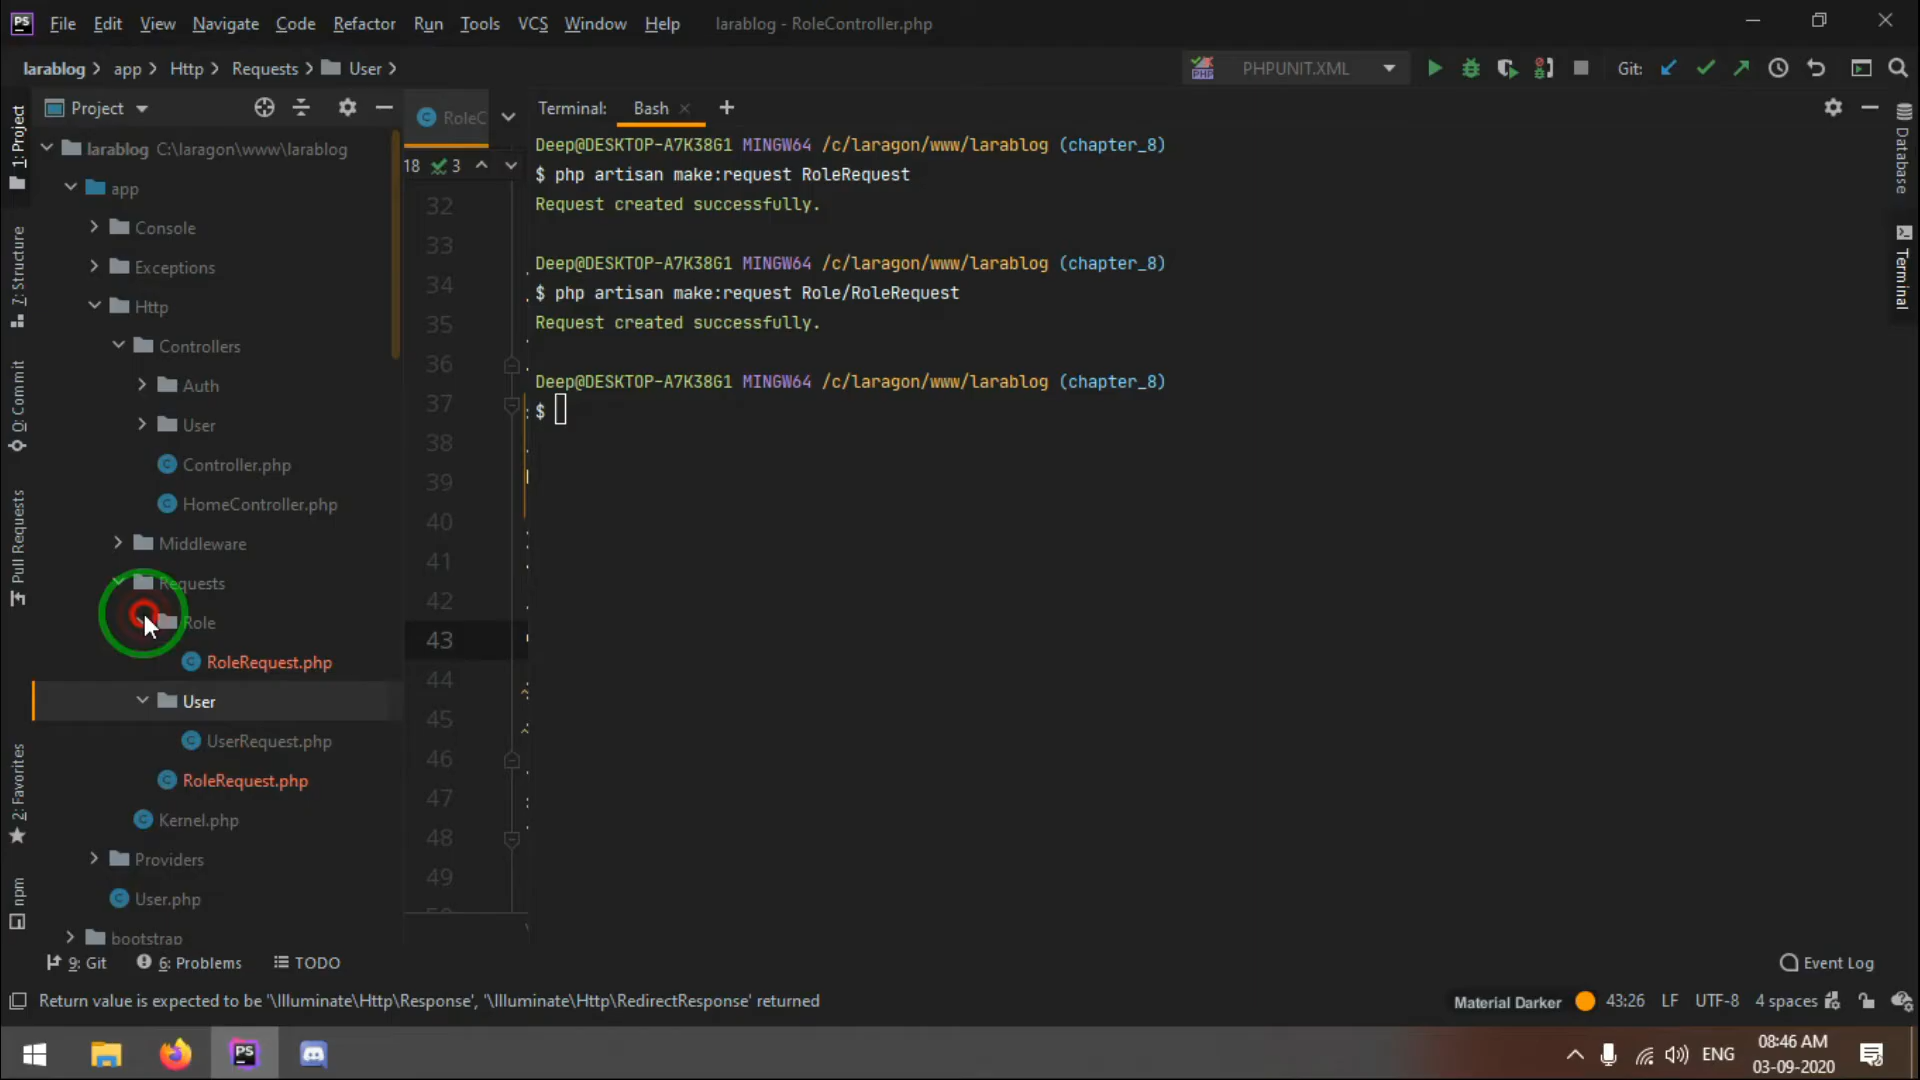 PS File Edit View Navigate Code Refactor Run Tools VCS Window Help larablog - RoleController.php
larablog app Http Requests User PHP PHPUNIT.XML Git:
1: Project
7: Structure
0: Commit
Pull Requests
2: Favorites
npm
Project
larablog C:\laragon\www\larablog
app
Console
Exceptions
Http
Controllers
Auth
User
Controller.php
HomeController.php
Middleware
Requests
Role
RoleRequest.php
User
UserRequest.php
RoleRequest.php
Kernel.php
Providers
User.php
bootstrap
RoleC
18 3
32
33
34
35
36
37
38
39
40
41
42
43
44
45
46
47
48
49
Terminal: Bash
Deep@DESKTOP-A7K38G1 MINGW64 /c/laragon/www/larablog (chapter_8)
$ php artisan make:request RoleRequest
Request created successfully.
Deep@DESKTOP-A7K38G1 MINGW64 /c/laragon/www/larablog (chapter_8)
$ php artisan make:request Role/RoleRequest
Request created successfully.
Deep@DESKTOP-A7K38G1 MINGW64 /c/laragon/www/larablog (chapter_8)
$
Database
Terminal
9: Git 6: Problems TODO Event Log
Return value is expected to be '\Illuminate\Http\Response', '\Illuminate\Http\RedirectResponse' returned Material Darker 43:26 LF UTF-8 4 spaces
PS ENG 08:46 AM
03-09-2020